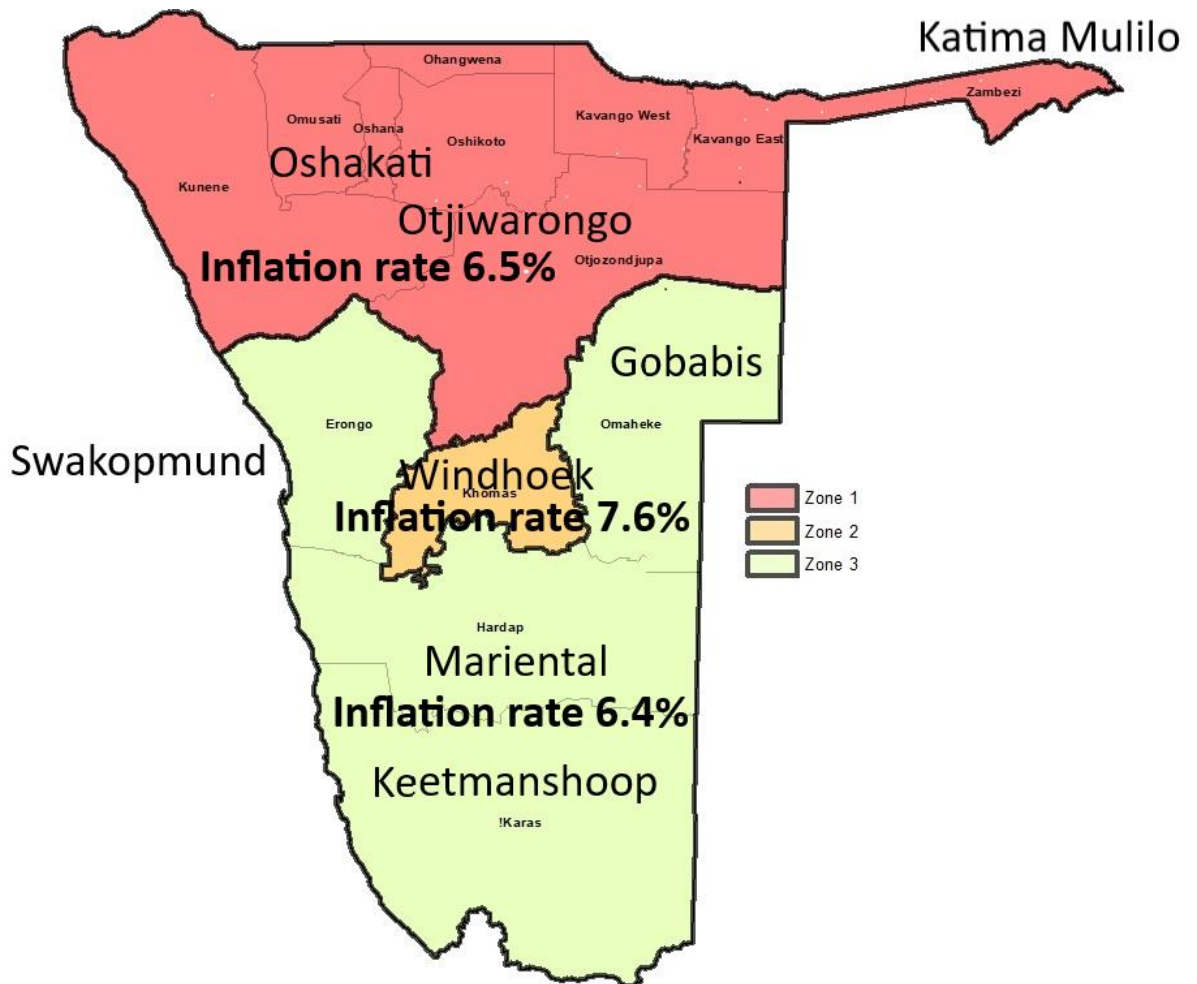 Katima Mulilo
Ohangwena
Zambezi
Kavango West
Omusati
Oshana
Oshikoto
Kavango East
Oshakati
Kunene
Otjiwarongo
Otjozondjupa
Inflation rate 6.5%
Gobabis
Erongo
Omaheke
Swakopmund
Windhoek
Khomas
Inflation rate 7.6%
Zone 1
Zone 2
Zone 3
Hardap
Mariental
Inflation rate 6.4%
Keetmanshoop
!Karas